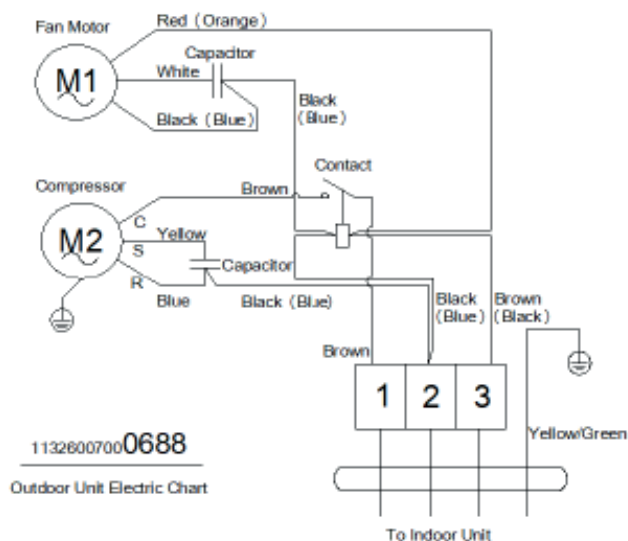 Red (Orange)
Fan Motor
Capacitor
M1
White
Black (Blue)
Black
(Blue)
Contact
Compressor
Brown
C
M2
Yellow
S
Capacitor
R
Blue
Black (Blue)
Black
(Blue)
Brown
(Black)
Brown
1 2 3
Yellow/Green
11326007000688
Outdoor Unit Electric Chart
To Indoor Unit